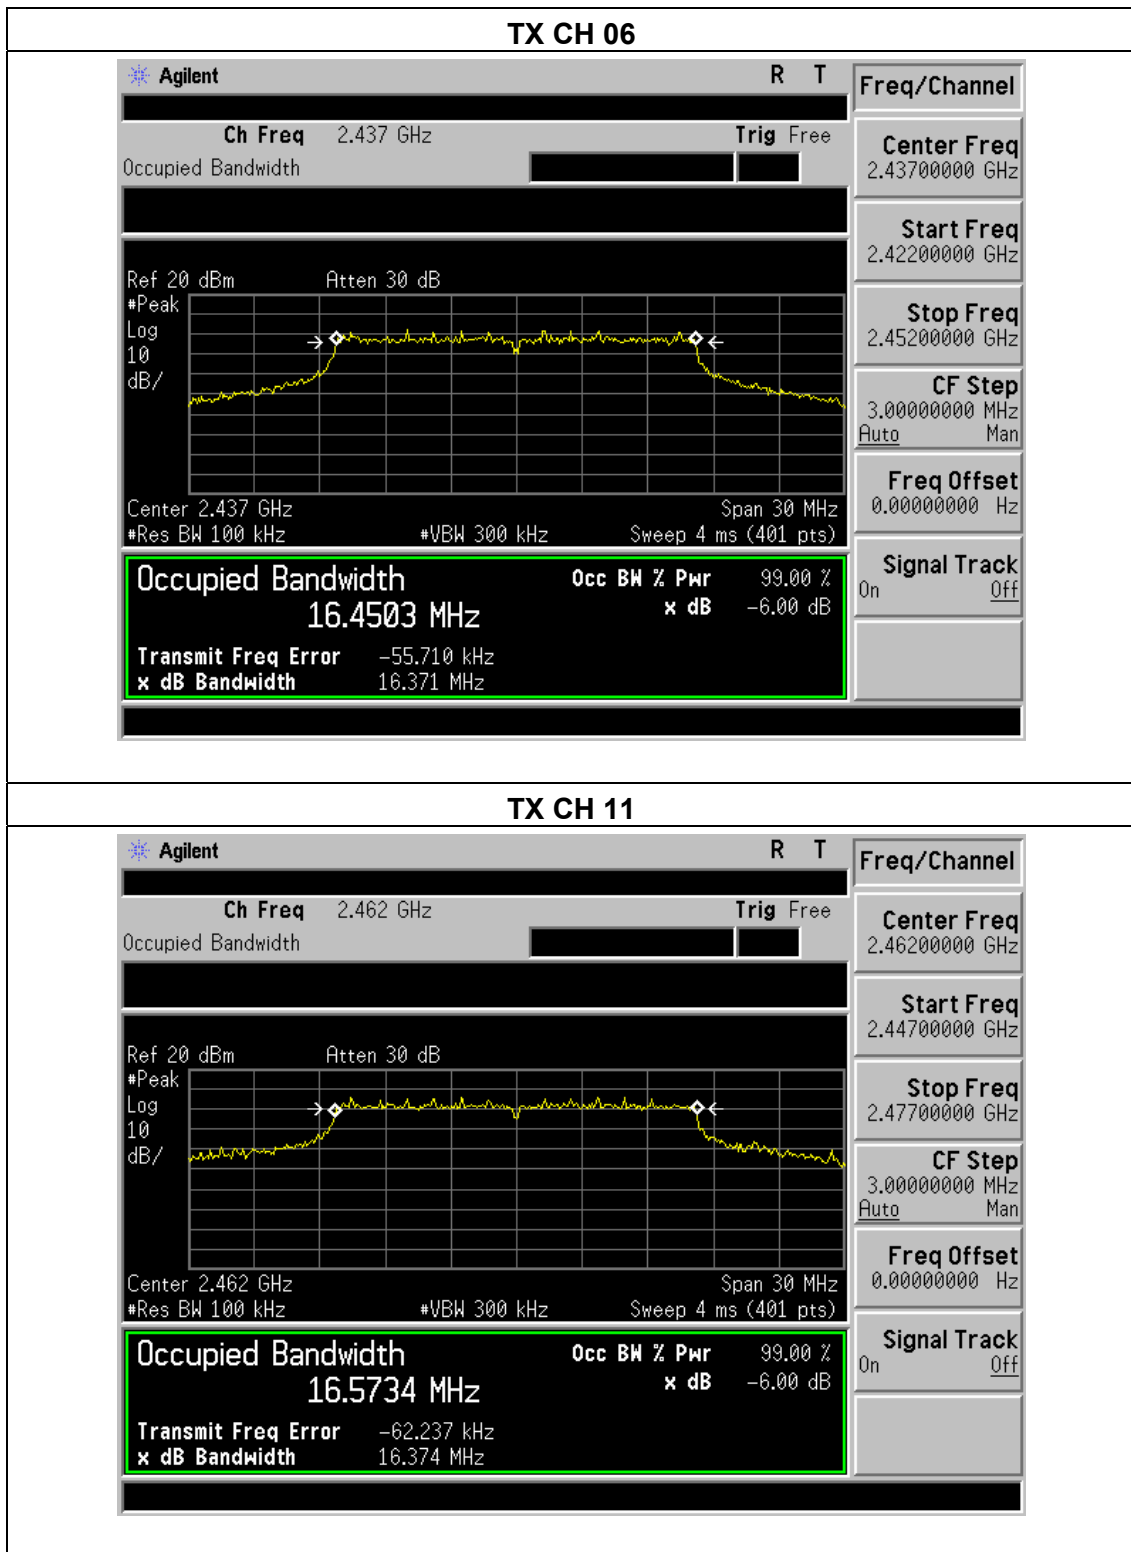 TX CH 06
Agilent R T
Freq/Channel
Ch Freq 2.437 GHz Trig Free
Occupied Bandwidth
Center Freq
2.43700000 GHz
Start Freq
2.42200000 GHz
Stop Freq
2.45200000 GHz
CF Step
3.00000000 MHz
Auto Man
Freq Offset
0.00000000 Hz
Signal Track
On Off
Ref 20 dBm Atten 30 dB
#Peak
Log
10
dB/
Center 2.437 GHz Span 30 MHz
#Res BW 100 kHz #VBW 300 kHz Sweep 4 ms (401 pts)
Occupied Bandwidth Occ BW % Pwr 99.00 %
16.4503 MHz x dB -6.00 dB
Transmit Freq Error -55.710 kHz
x dB Bandwidth 16.371 MHz
TX CH 11
Agilent R T
Freq/Channel
Ch Freq 2.462 GHz Trig Free
Occupied Bandwidth
Center Freq
2.46200000 GHz
Start Freq
2.44700000 GHz
Stop Freq
2.47700000 GHz
CF Step
3.00000000 MHz
Auto Man
Freq Offset
0.00000000 Hz
Signal Track
On Off
Ref 20 dBm Atten 30 dB
#Peak
Log
10
dB/
Center 2.462 GHz Span 30 MHz
#Res BW 100 kHz #VBW 300 kHz Sweep 4 ms (401 pts)
Occupied Bandwidth Occ BW % Pwr 99.00 %
16.5734 MHz x dB -6.00 dB
Transmit Freq Error -62.237 kHz
x dB Bandwidth 16.374 MHz